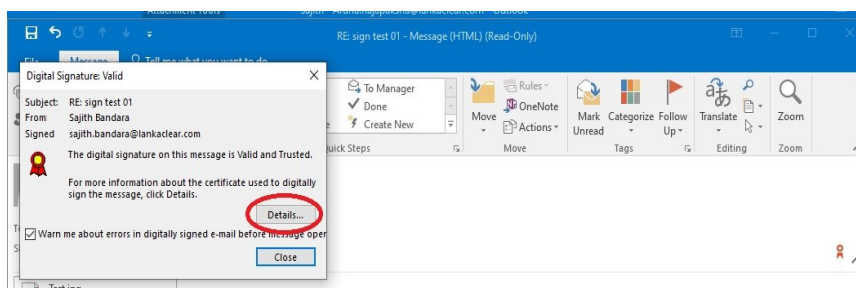 Attachment Tools
RE: sign test 01 - Message (HTML) (Read-Only)
File Message Tell me what you want to do
Digital Signature: Valid
Subject: RE: sign test 01
From Sajith Bandara
Signed sajith.bandara@lankaclear.com
The digital signature on this message is Valid and Trusted.
For more information about the certificate used to digitally
sign the message, click Details.
Details...
Warn me about errors in digitally signed e-mail before message open
Close
To Manager
Done
Create New
Quick Steps
Move
Rules
OneNote
Actions
Move
Mark
Unread
Categorize
Follow
Up
Tags
Translate
Editing
Zoom
Zoom